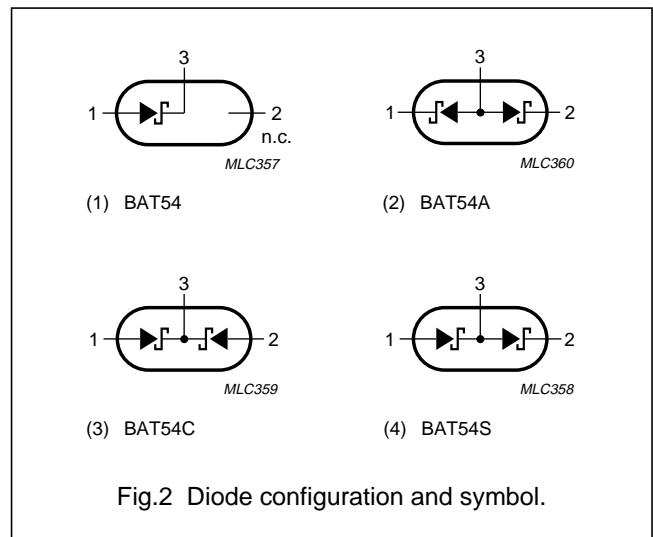 3
1
2
n.c.
MLC357
(1) BAT54
3
1
2
MLC360
(2) BAT54A
3
1
2
MLC359
(3) BAT54C
3
1
2
MLC358
(4) BAT54S
Fig.2 Diode configuration and symbol.